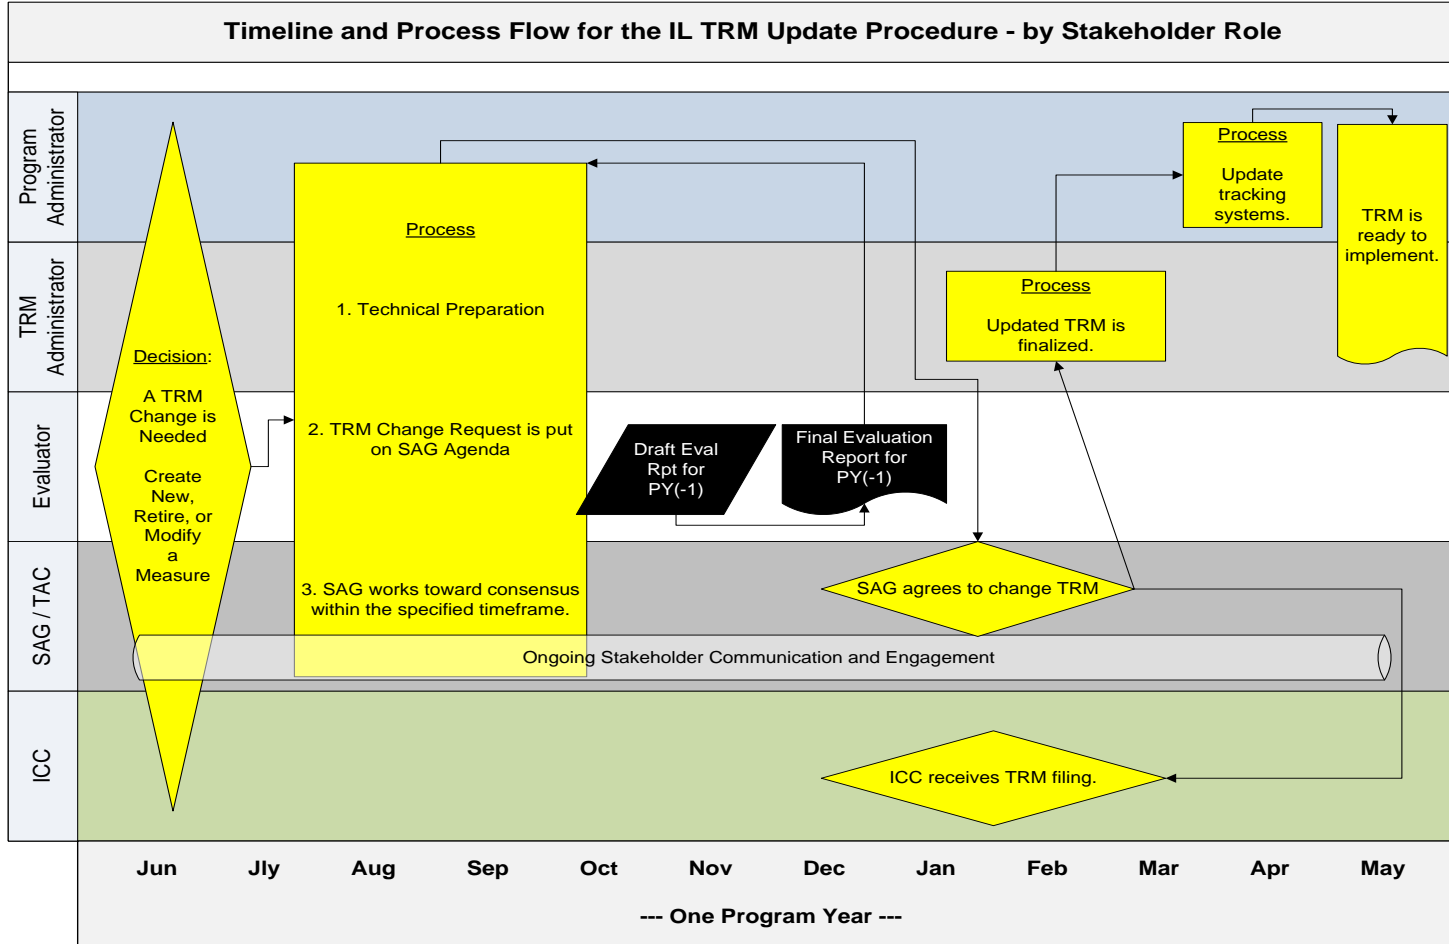 Timeline and Process Flow for the IL TRM Update Procedure - by Stakeholder Role
Program
Administrator
TRM
Administrator
Evaluator
SAG / TAC
ICC
Decision:
A TRM
Change is
Needed
Create
New,
Retire, or
Modify
a
Measure
Process
1. Technical Preparation
2. TRM Change Request is put
on SAG Agenda
3. SAG works toward consensus
within the specified timeframe.
Draft Eval
Rpt for
PY(-1)
Final Evaluation
Report for
PY(-1)
Process
Updated TRM is
finalized.
Process
Update
tracking
systems.
TRM is
ready to
implement.
SAG agrees to change TRM
Ongoing Stakeholder Communication and Engagement
ICC receives TRM filing.
Jun Jly Aug Sep Oct Nov Dec Jan Feb Mar Apr May
--- One Program Year ---